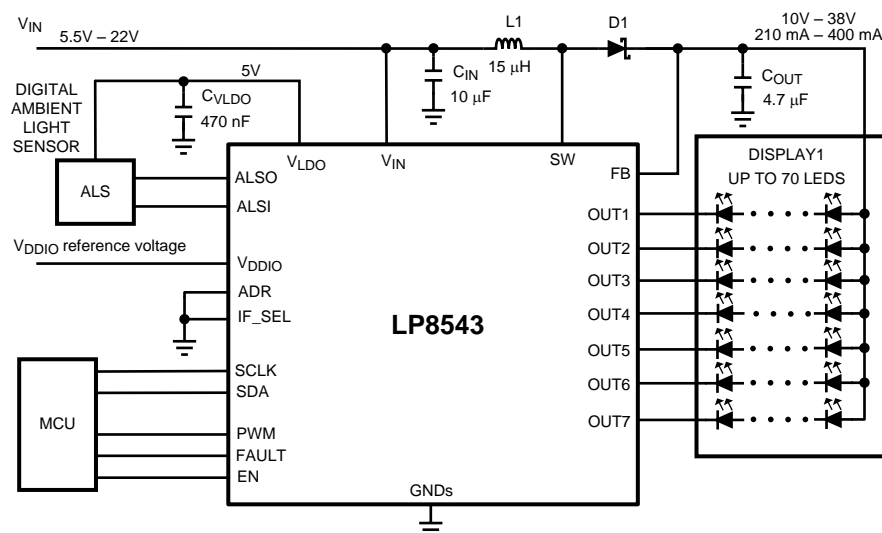 VIN
5.5V – 22V
L1
15 μH
D1
10V – 38V
210 mA – 400 mA
5V
CVLDO
470 nF
CIN
10 μF
COUT
4.7 μF
DIGITAL
AMBIENT
LIGHT
SENSOR
ALS
VLDO
VIN
SW
FB
ALSO
ALSI
VDDIO reference voltage
VDDIO
ADR
IF_SEL
LP8543
MCU
SCLK
SDA
PWM
FAULT
EN
GNDs
OUT1
OUT2
OUT3
OUT4
OUT5
OUT6
OUT7
DISPLAY1
UP TO 70 LEDS